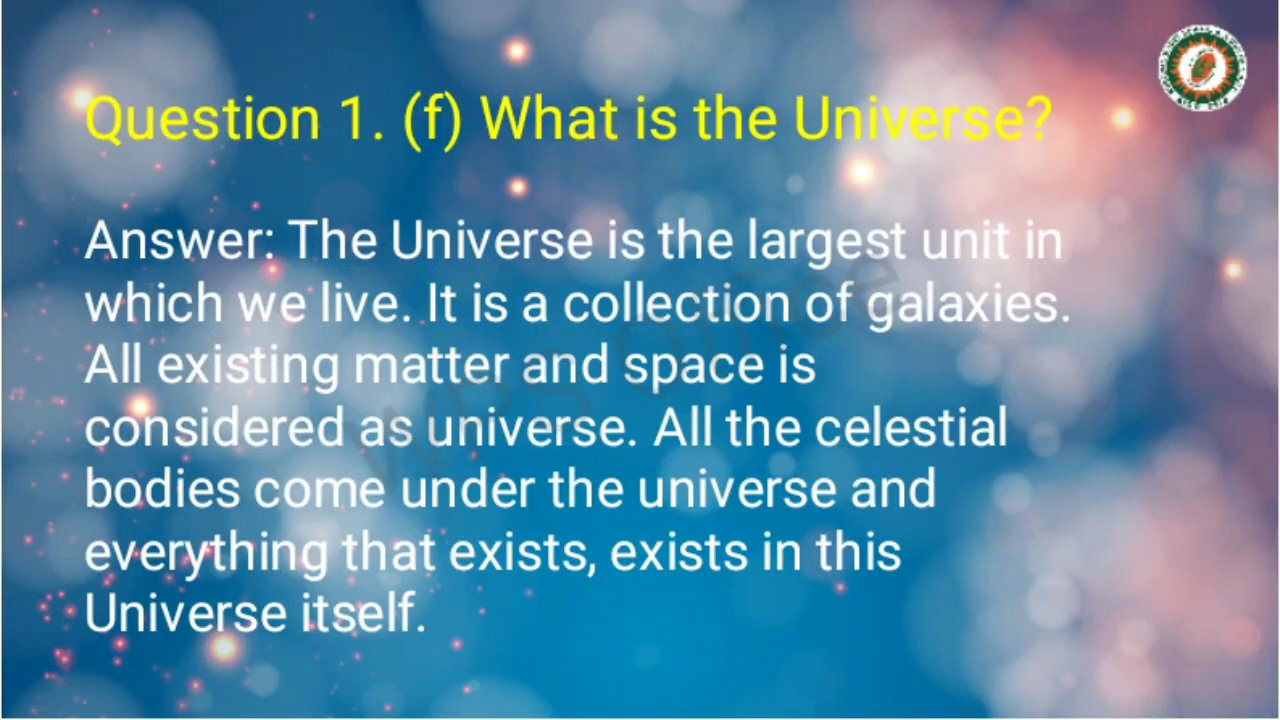 Question 1. (f) What is the Universe?
Answer: The Universe is the largest unit in
which we live. It is a collection of galaxies.
All existing matter and space is
considered as universe. All the celestial
bodies come under the universe and
everything that exists, exists in this
Universe itself.